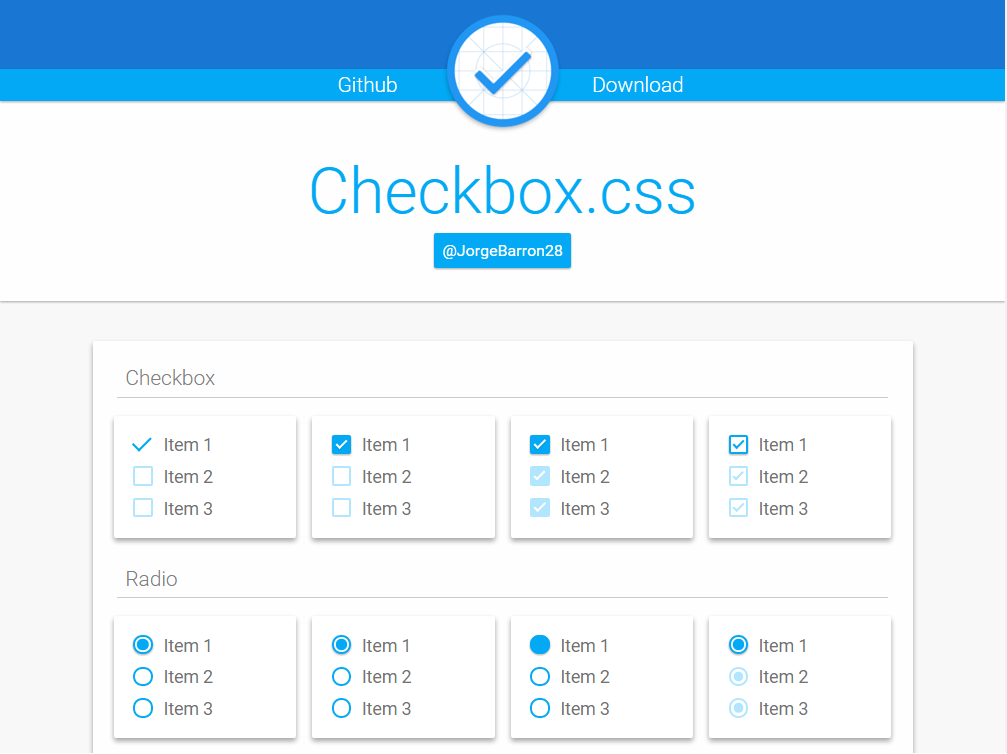 Github Download
Checkbox.css
@JorgeBarron28
Checkbox
Item 1 Item 1 Item 1 Item 1
Item 2 Item 2 Item 2 Item 2
Item 3 Item 3 Item 3 Item 3
Radio
Item 1 Item 1 Item 1 Item 1
Item 2 Item 2 Item 2 Item 2
Item 3 Item 3 Item 3 Item 3